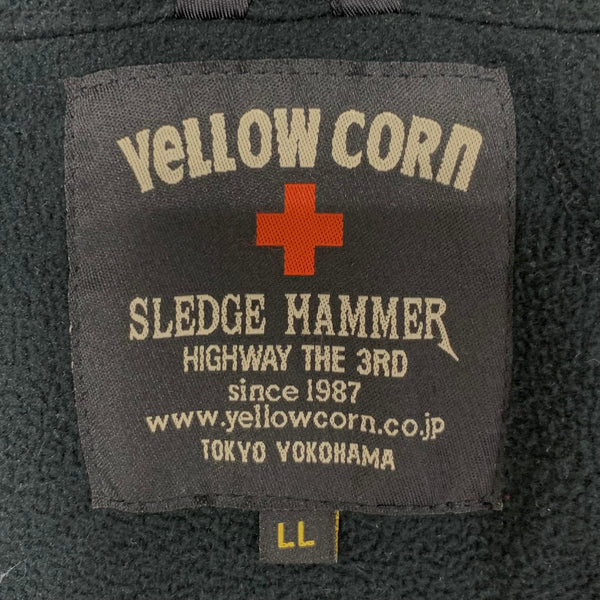 YeLLOW CORn
SLEDGE HAMMER
HIGHWAY THE 3RD
since 1987
www.yellowcorn.co.jp
TOKYO YOKOHAMA
LL